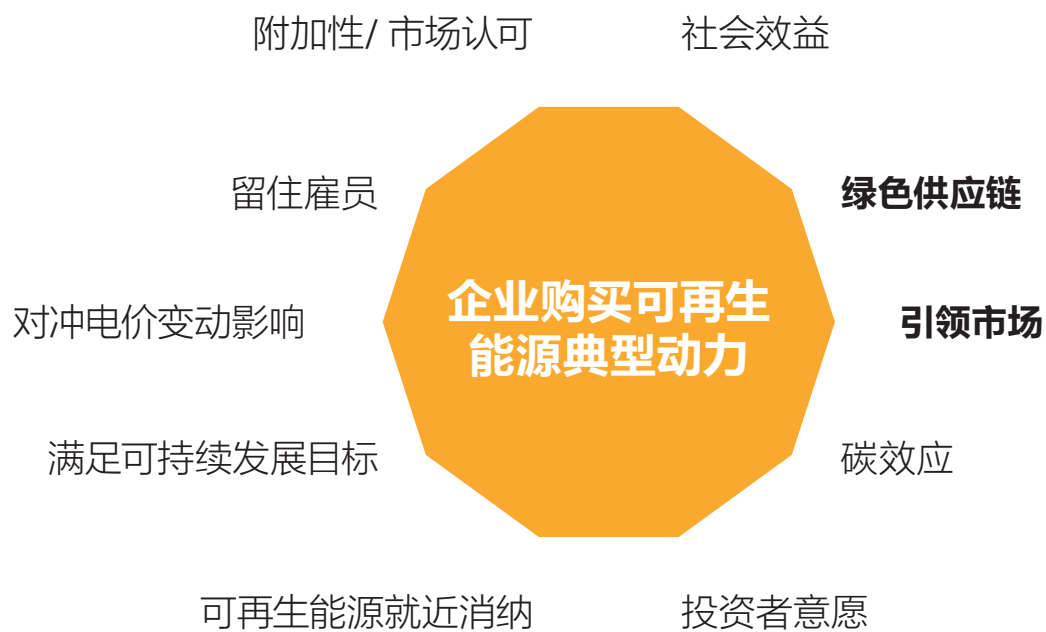 附加性/ 市场认可
社会效益
留住雇员
绿色供应链
对冲电价变动影响
企业购买可再生
能源典型动力
引领市场
满足可持续发展目标
碳效应
可再生能源就近消纳
投资者意愿